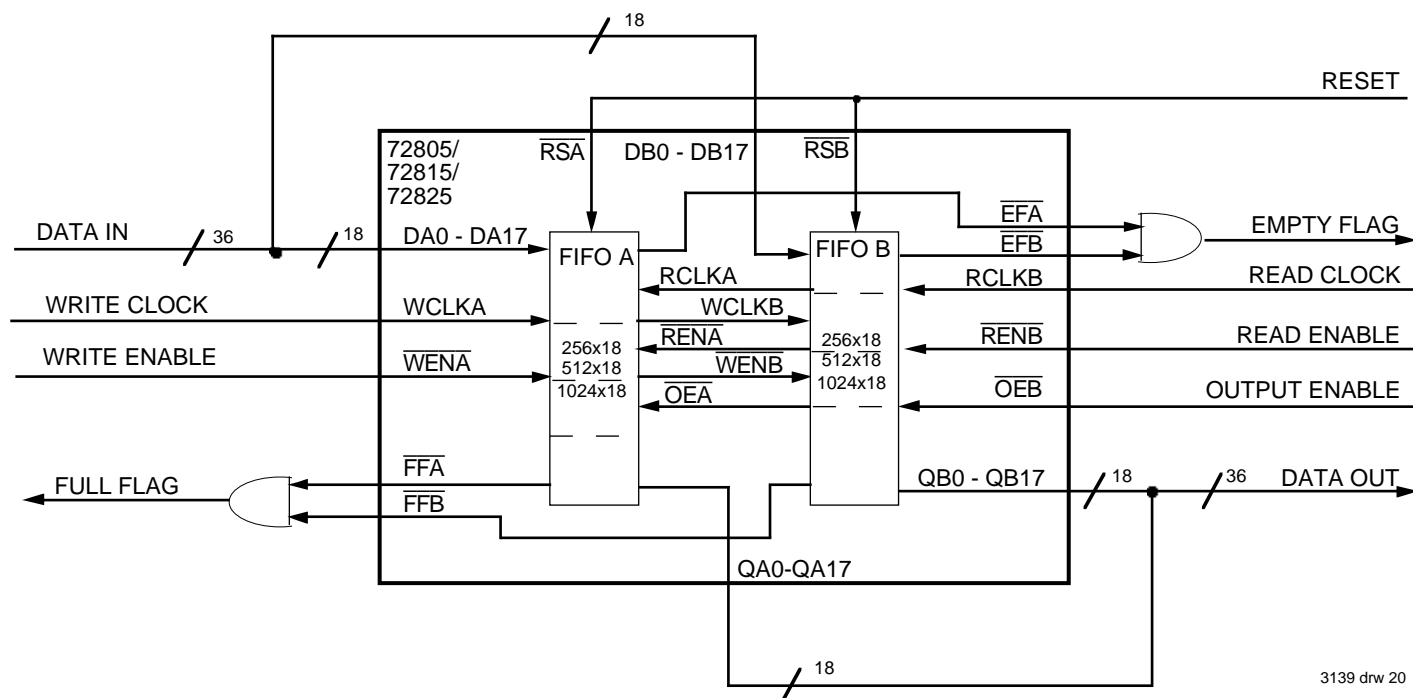 18
RESET
72805/
72815/
72825
RSA
DB0 - DB17
RSB
DATA IN
36
18
DA0 - DA17
FIFO A
FIFO B
EFA
EFB
EMPTY FLAG
RCLKA
RCLKB
READ CLOCK
WRITE CLOCK
WCLKA
WCLKB
WRITE ENABLE
WENA
256x18
512x18
1024x18
RENA
WENB
OEA
256x18
512x18
1024x18
RENB
READ ENABLE
OEB
OUTPUT ENABLE
FULL FLAG
FFA
FFB
QB0 - QB17
18
36
DATA OUT
QA0-QA17
18
3139 drw 20